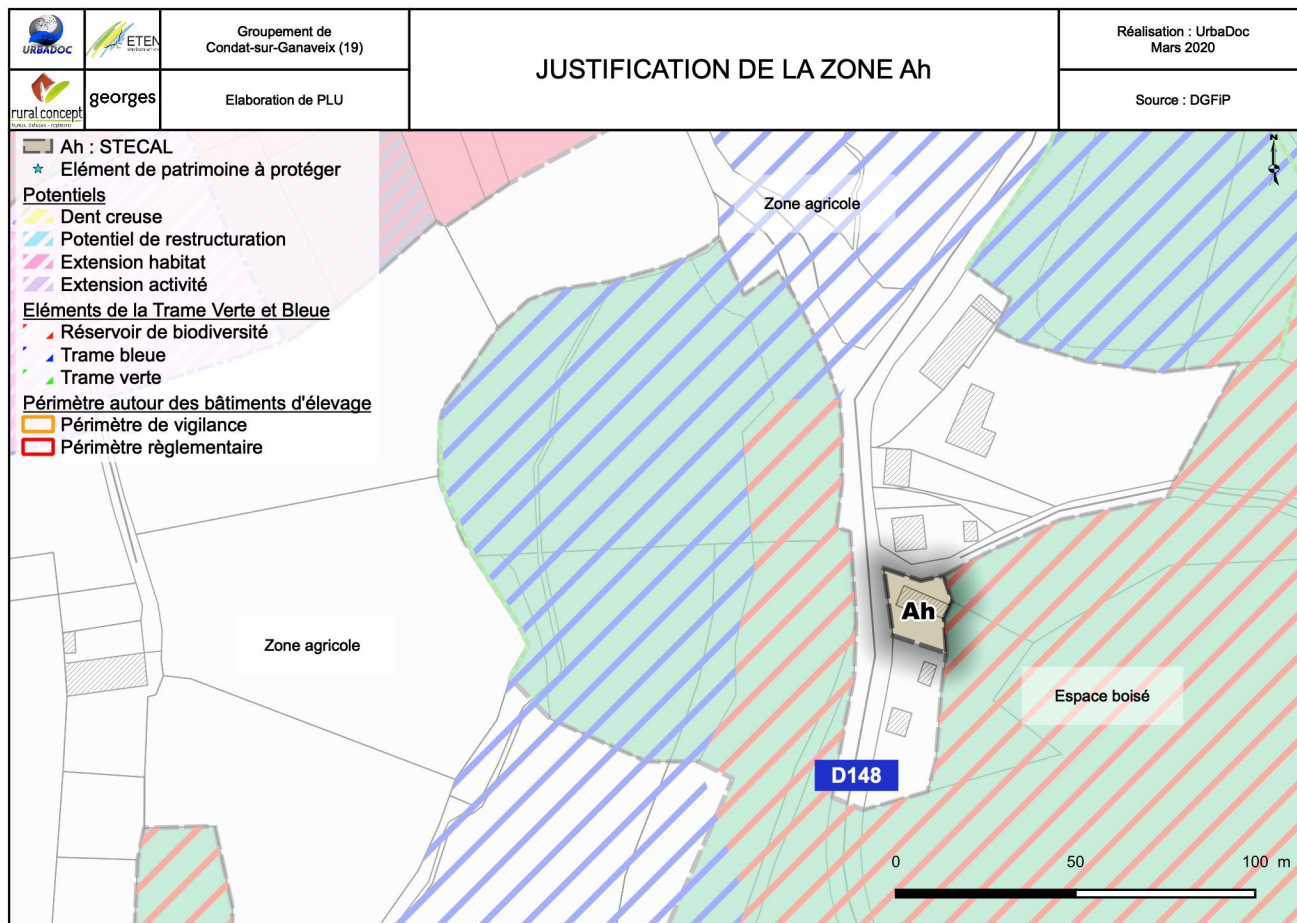 URBADOC
ETEN
Groupement de
Condat-sur-Ganaveix (19)
rural concept
georges
Elaboration de PLU
JUSTIFICATION DE LA ZONE Ah
Réalisation : UrbaDoc
Mars 2020
Source : DGFiP
Ah : STECAL
Elément de patrimoine à protéger
Potentiels
Dent creuse
Potentiel de restructuration
Extension habitat
Extension activité
Eléments de la Trame Verte et Bleue
Réservoir de biodiversité
Trame bleue
Trame verte
Périmètre autour des bâtiments d'élevage
Périmètre de vigilance
Périmètre règlementaire
Zone agricole
N
Ah
Zone agricole
Espace boisé
D148
0 50 100 m